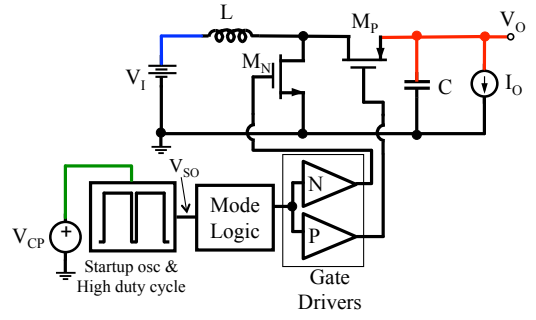 L
M_P
V_O
M_N
V_I
C
I_O
V_SO
+
V_CP
Mode
Logic
N
P
Startup osc &
High duty cycle
Gate
Drivers